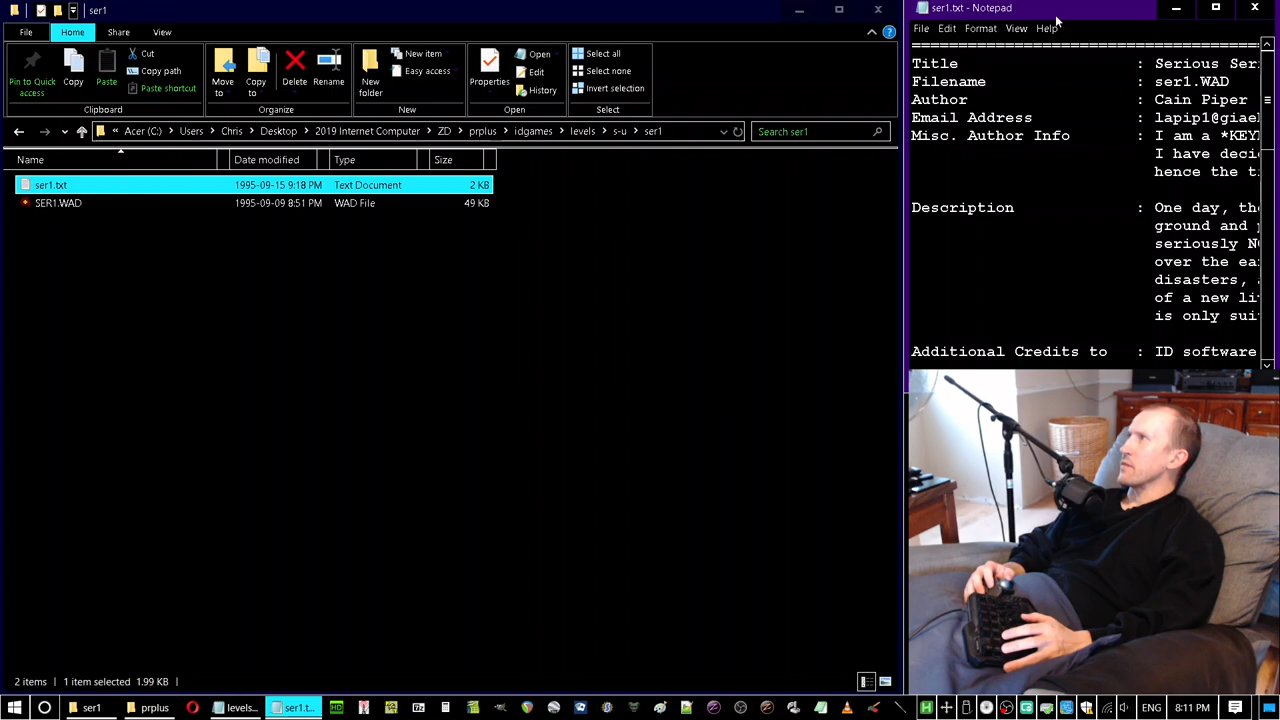 ser1
File
Home
Share
View
Pin to Quick access
Copy
Paste
Cut
Copy path
Paste shortcut
Clipboard
Move to
Copy to
Delete
Rename
Organize
New folder
New item
Easy access
New
Properties
Open
Edit
History
Open
Select all
Select none
Invert selection
Select
« Acer (C:) › Users › Chris › Desktop › 2019 Internet Computer › ZD › prplus › idgames › levels › s-u › ser1
Search ser1
Name Date modified Type Size
ser1.txt 1995-09-15 9:18 PM Text Document 2 KB
SER1.WAD 1995-09-09 8:51 PM WAD File 49 KB
2 items 1 item selected 1.99 KB
ser1.txt - Notepad
File Edit Format View Help
================================
Title : Serious Ser
Filename : ser1.WAD
Author : Cain Piper
Email Address : lapip1@giae
Misc. Author Info : I am a *KEY
I have deci
hence the t
Description : One day, the
ground and p
seriously N
over the ea
disasters, a
of a new li
is only sui
Additional Credits to : ID software
ser1
prplus
levels...
ser1.t...
ENG
8:11 PM